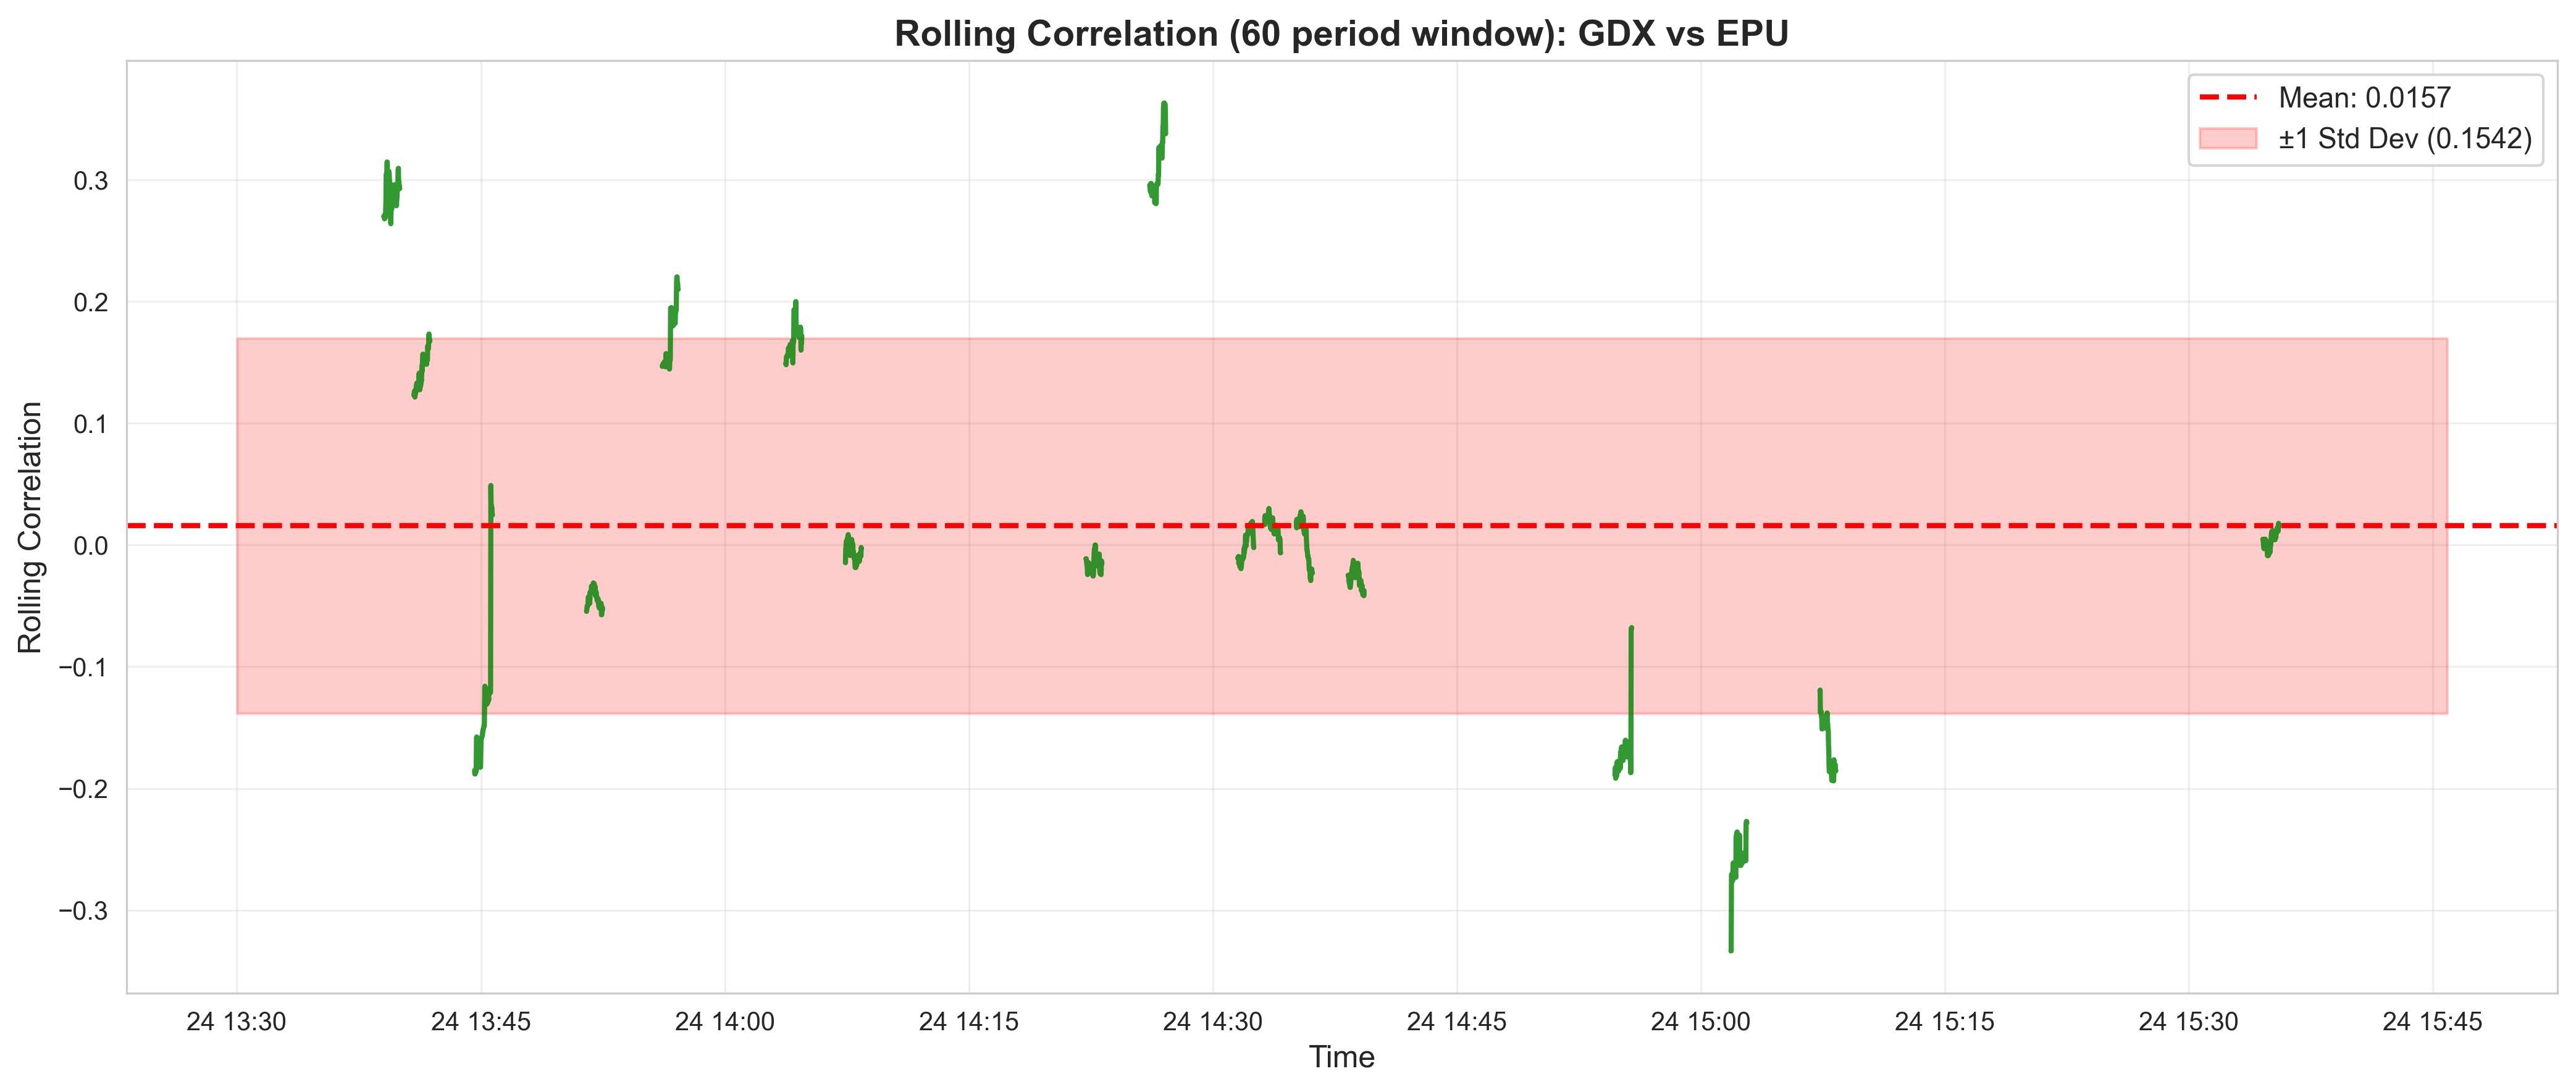 Rolling Correlation (60 period window): GDX vs EPU
Mean: 0.0157
±1 Std Dev (0.1542)
Rolling Correlation
0.3
0.2
0.1
0.0
−0.1
−0.2
−0.3
24 13:30 24 13:45 24 14:00 24 14:15 24 14:30 24 14:45 24 15:00 24 15:15 24 15:30 24 15:45
Time